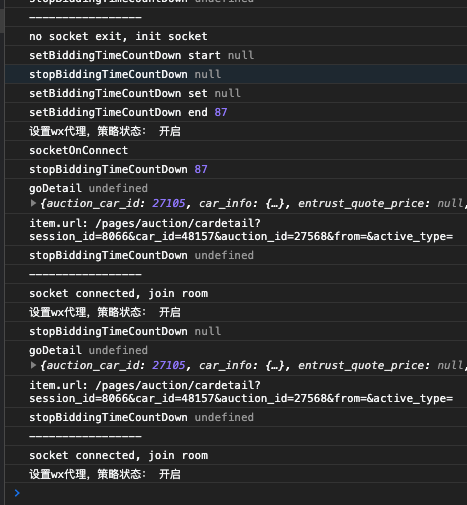 stopBiddingTimeCountDown undefined
-----------------
no socket exit, init socket
setBiddingTimeCountDown start null
stopBiddingTimeCountDown null
setBiddingTimeCountDown set null
setBiddingTimeCountDown end 87
设置wx代理，策略状态： 开启
socketOnConnect
stopBiddingTimeCountDown 87
goDetail undefined
{auction_car_id: 27105, car_info: {…}, entrust_quote_price: null,
item.url: /pages/auction/cardetail?
session_id=8066&car_id=48157&auction_id=27568&from=&active_type=
stopBiddingTimeCountDown undefined
-----------------
socket connected, join room
设置wx代理，策略状态： 开启
stopBiddingTimeCountDown null
goDetail undefined
{auction_car_id: 27105, car_info: {…}, entrust_quote_price: null,
item.url: /pages/auction/cardetail?
session_id=8066&car_id=48157&auction_id=27568&from=&active_type=
stopBiddingTimeCountDown undefined
-----------------
socket connected, join room
设置wx代理，策略状态： 开启